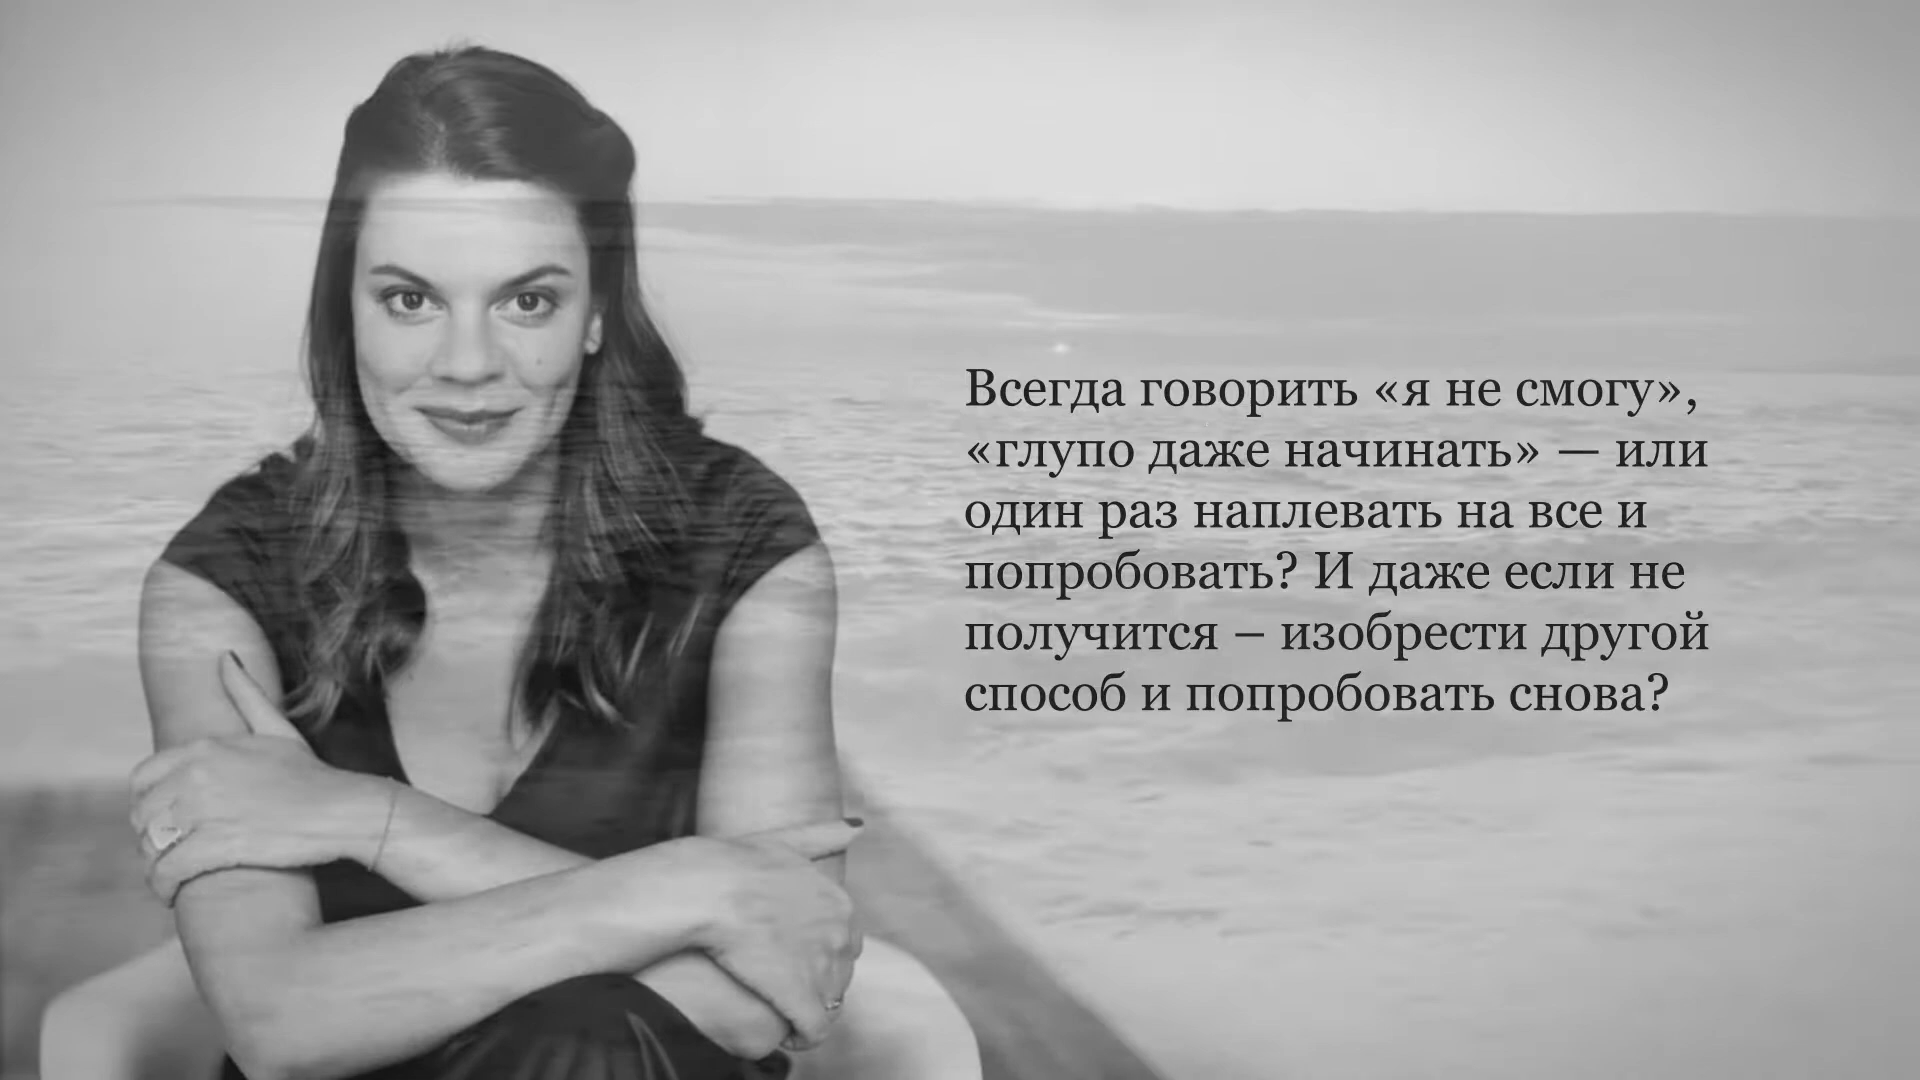 Всегда говорить «я не смогу»,
«глупо даже начинать» — или
один раз наплевать на все и
попробовать? И даже если не
получится – изобрести другой
способ и попробовать снова?